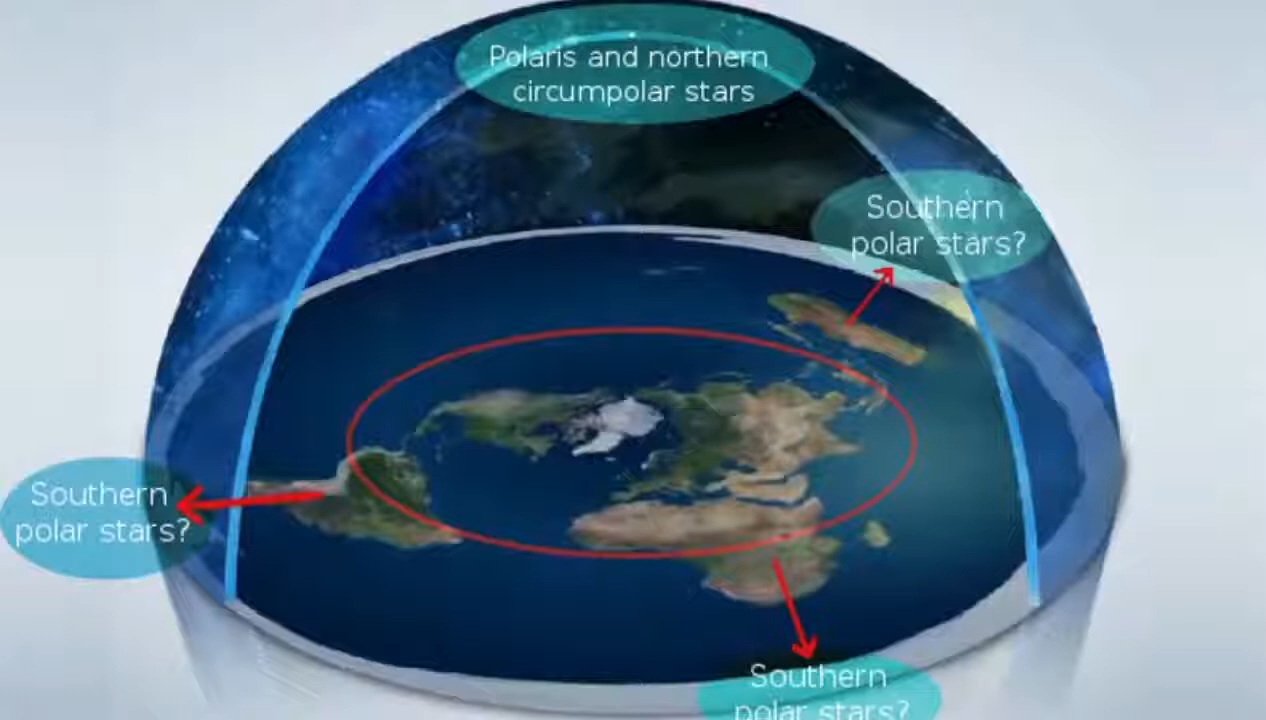 Polaris and northern
circumpolar stars
Southern
polar stars?
Southern
polar stars?
Southern
polar stars?